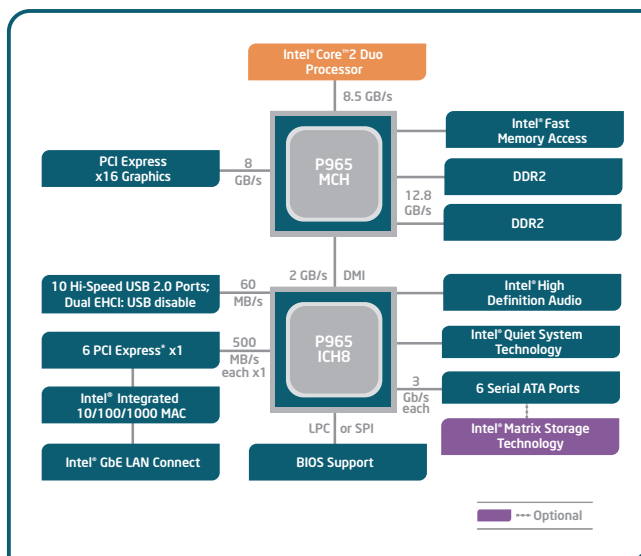 Intel® Core™2 Duo
Processor
8.5 GB/s
P965
MCH
Intel® Fast
Memory Access
PCI Express
x16 Graphics
8
GB/s
DDR2
12.8
GB/s
DDR2
2 GB/s DMI
10 Hi-Speed USB 2.0 Ports;
Dual EHCI: USB disable
60
MB/s
P965
ICH8
Intel® High
Definition Audio
6 PCI Express* x1
500
MB/s
each x1
Intel® Quiet System
Technology
3
Gb/s
each
6 Serial ATA Ports
Intel® Integrated
10/100/1000 MAC
Intel® Matrix Storage
Technology
LPC or SPI
Intel® GbE LAN Connect
BIOS Support
Optional